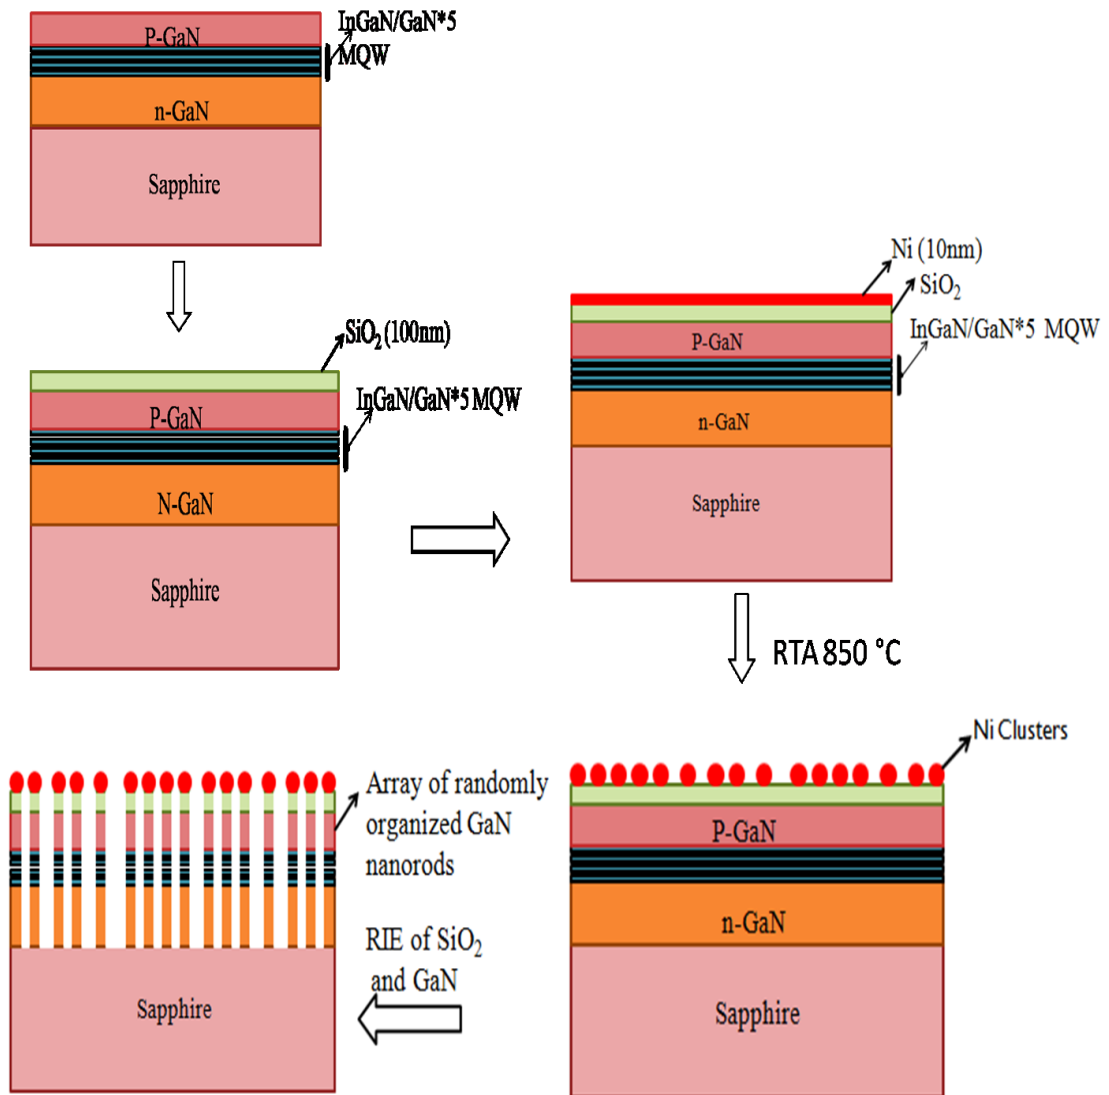 InGaN/GaN*5
MQW
P-GaN
n-GaN
Sapphire
SiO2 (100nm)
InGaN/GaN*5 MQW
P-GaN
N-GaN
Sapphire
Ni (10nm)
SiO2
InGaN/GaN*5 MQW
P-GaN
n-GaN
Sapphire
RTA 850 °C
Ni Clusters
P-GaN
n-GaN
Sapphire
RIE of SiO2
and GaN
Array of randomly
organized GaN
nanorods
Sapphire